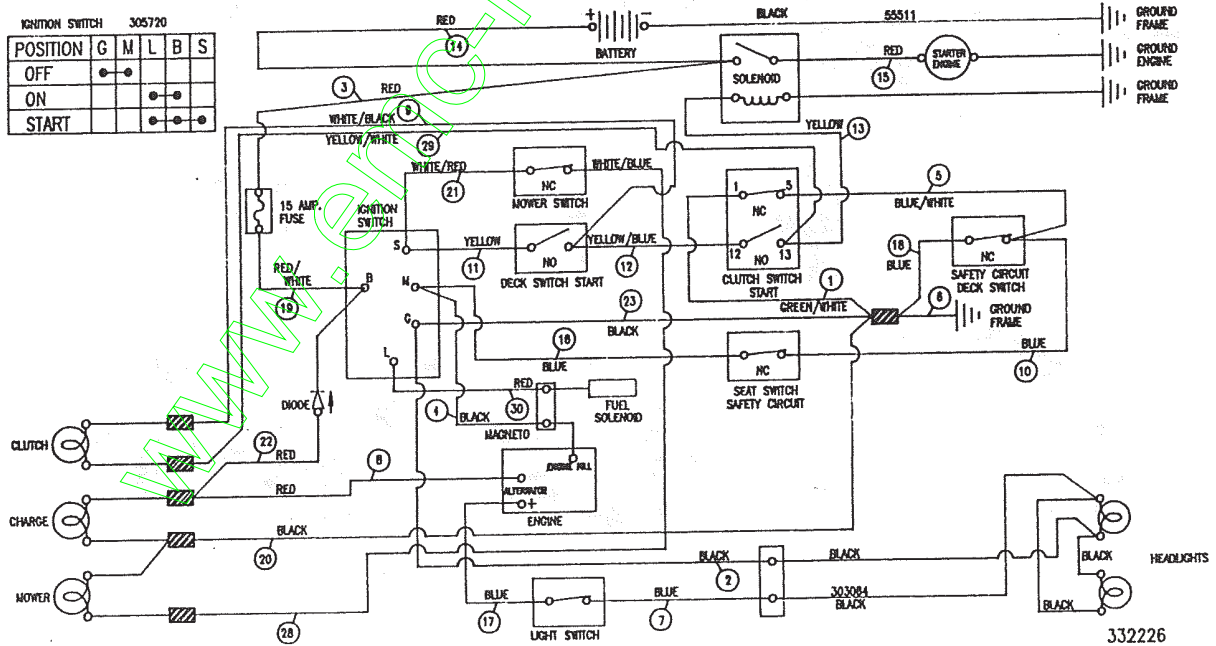 IGNITION SWITCH 305720
POSITION G M L B S
OFF
ON
START
RED
14
+
-
BATTERY
BLACK
55511
GROUND
FRAME
SOLENOID
RED
15
STARTER
ENGINE
GROUND
ENGINE
GROUND
FRAME
3
RED
WHITE/BLACK
9
YELLOW/WHITE
29
YELLOW
13
WHITE/RED
21
NC
MOWER SWITCH
WHITE/BLUE
1
5
NC
5
BLUE/WHITE
15 AMP.
FUSE
IGNITION
SWITCH
S
YELLOW
11
NO
DECK SWITCH START
YELLOW/BLUE
12
12
NO
13
CLUTCH SWITCH
START
18
BLUE
NC
SAFETY CIRCUIT
DECK SWITCH
RED/
WHITE
19
B
M
G
L
23
BLACK
1
GREEN/WHITE
6
GROUND
FRAME
16
BLUE
NC
SEAT SWITCH
SAFETY CIRCUIT
BLUE
10
DIODE
RED
30
FUEL
SOLENOID
4
BLACK
MAGNETO
CLUTCH
22
RED
8
RED
ENGINE KILL
ALTERNATOR
+
ENGINE
CHARGE
BLACK
20
MOWER
28
BLACK
2
BLACK
BLACK
HEADLIGHTS
BLUE
17
LIGHT SWITCH
BLUE
7
303084
BLACK
BLACK
332226